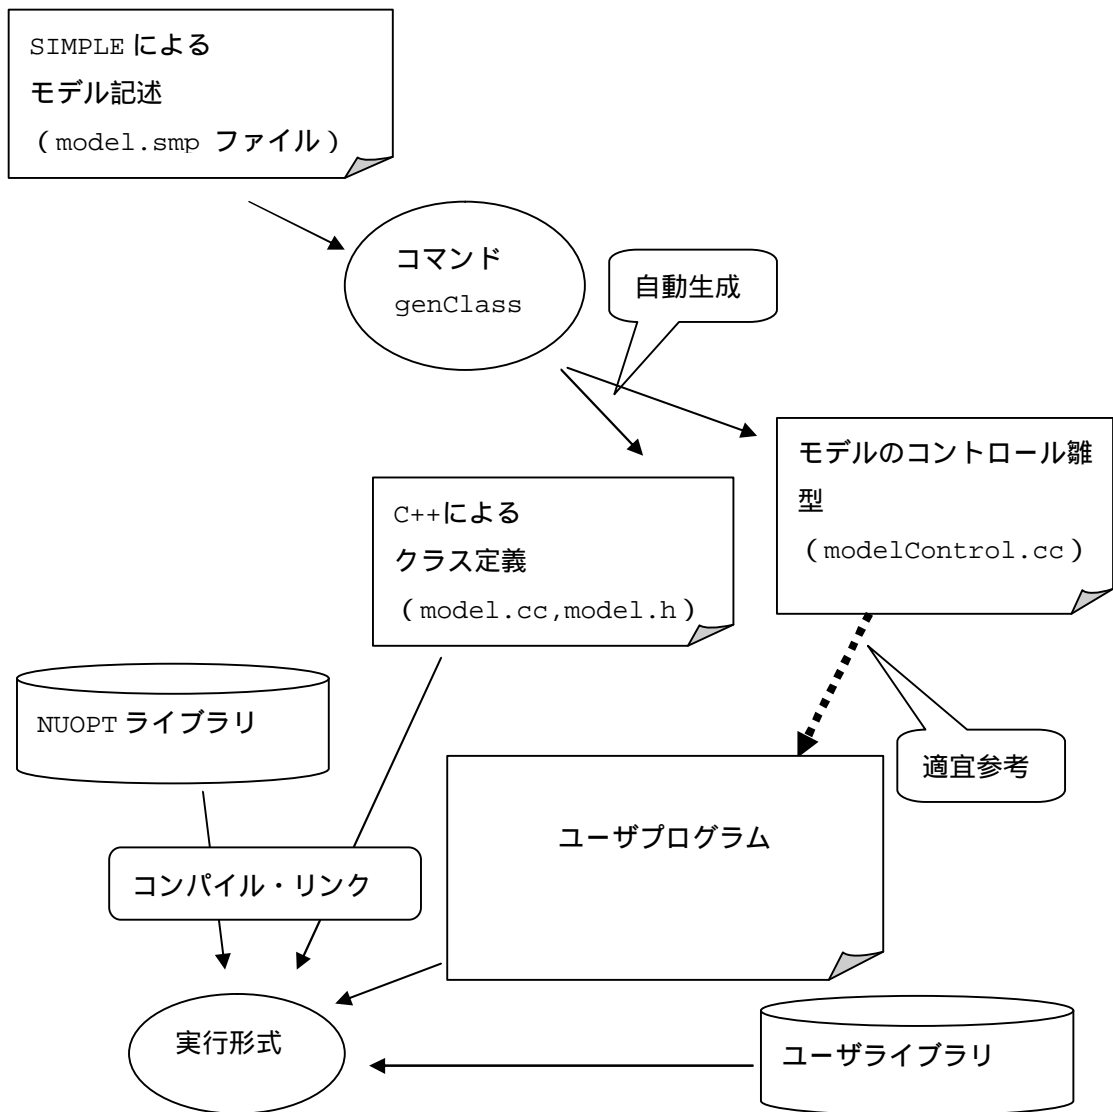 SIMPLE による
モデル記述
(model.smp ファイル)
コマンド
genClass
自動生成
モデルのコントロール雛
型
(modelControl.cc)
C++による
クラス定義
(model.cc,model.h)
NUOPT ライブラリ
適宜参考
ユーザプログラム
コンパイル・リンク
実行形式
ユーザライブラリ